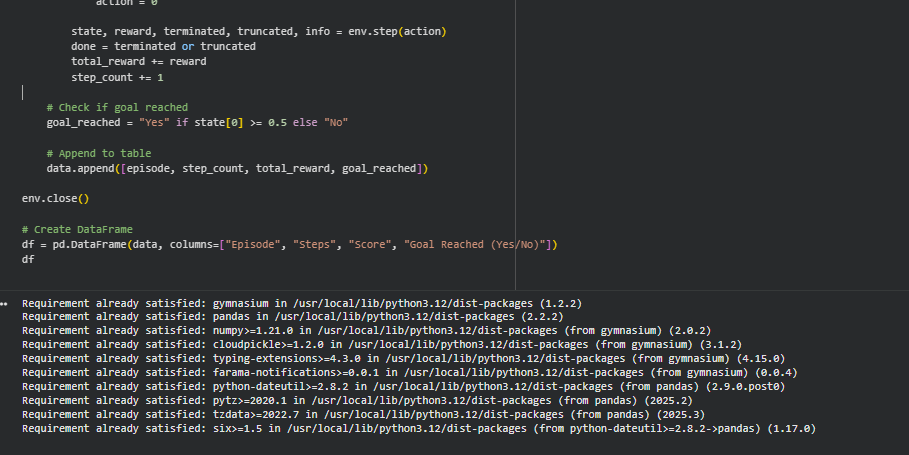 action = 0
state, reward, terminated, truncated, info = env.step(action)
done = terminated or truncated
total_reward += reward
step_count += 1
# Check if goal reached
goal_reached = "Yes" if state[0] >= 0.5 else "No"
# Append to table
data.append([episode, step_count, total_reward, goal_reached])
env.close()
# Create DataFrame
df = pd.DataFrame(data, columns=["Episode", "Steps", "Score", "Goal Reached (Yes/No)"])
df
Requirement already satisfied: gymnasium in /usr/local/lib/python3.12/dist-packages (1.2.2)
Requirement already satisfied: pandas in /usr/local/lib/python3.12/dist-packages (2.2.2)
Requirement already satisfied: numpy>=1.21.0 in /usr/local/lib/python3.12/dist-packages (from gymnasium) (2.0.2)
Requirement already satisfied: cloudpickle>=1.2.0 in /usr/local/lib/python3.12/dist-packages (from gymnasium) (3.1.2)
Requirement already satisfied: typing-extensions>=4.3.0 in /usr/local/lib/python3.12/dist-packages (from gymnasium) (4.15.0)
Requirement already satisfied: farama-notifications>=0.0.1 in /usr/local/lib/python3.12/dist-packages (from gymnasium) (0.0.4)
Requirement already satisfied: python-dateutil>=2.8.2 in /usr/local/lib/python3.12/dist-packages (from pandas) (2.9.0.post0)
Requirement already satisfied: pytz>=2020.1 in /usr/local/lib/python3.12/dist-packages (from pandas) (2025.2)
Requirement already satisfied: tzdata>=2022.7 in /usr/local/lib/python3.12/dist-packages (from pandas) (2025.3)
Requirement already satisfied: six>=1.5 in /usr/local/lib/python3.12/dist-packages (from python-dateutil>=2.8.2->pandas) (1.17.0)